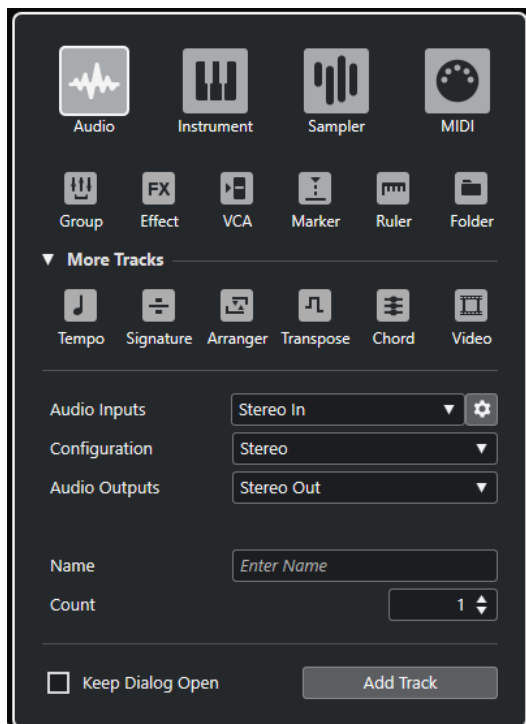 Audio Instrument Sampler MIDI
FX
Group Effect VCA Marker Ruler Folder
More Tracks
Tempo Signature Arranger Transpose Chord Video
Audio Inputs Stereo In
Configuration Stereo
Audio Outputs Stereo Out
Name Enter Name
Count 1
Keep Dialog Open Add Track